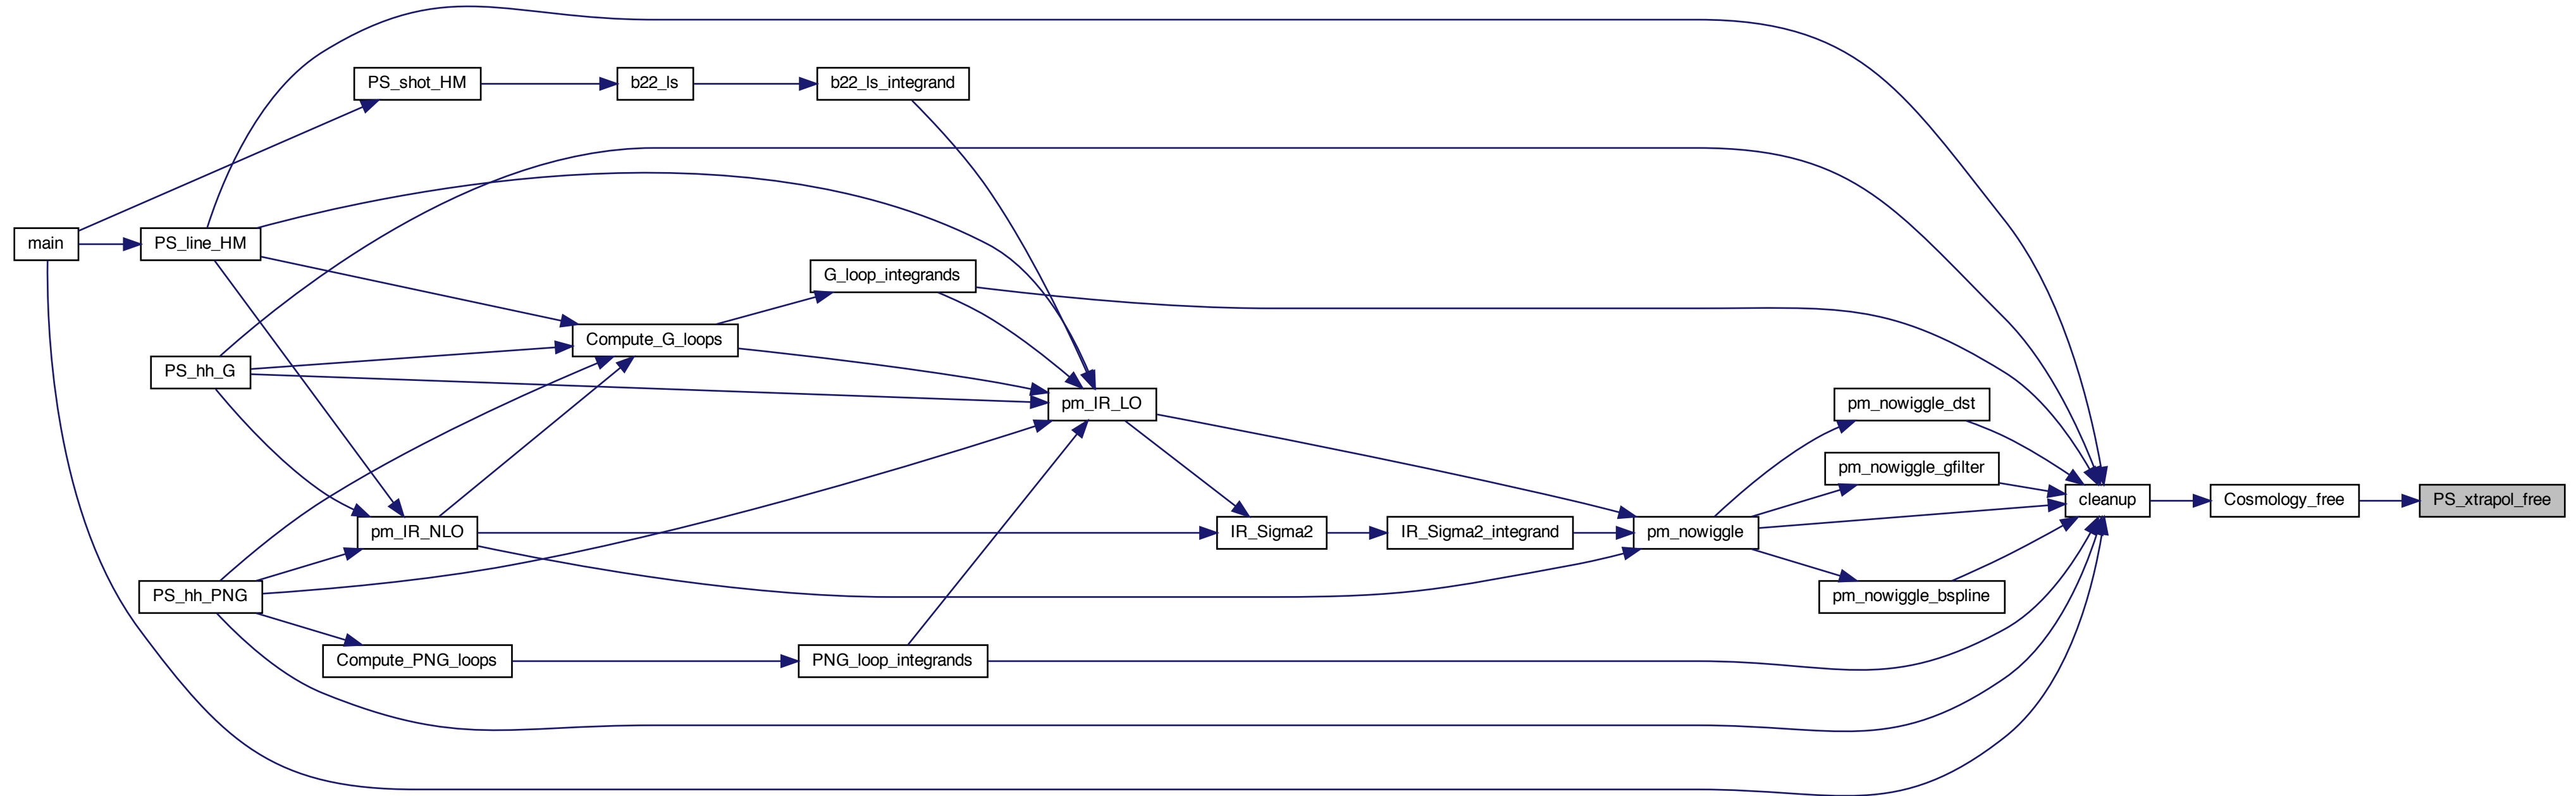 PS_shot_HM
b22_ls
b22_ls_integrand
main
PS_line_HM
G_loop_integrands
Compute_G_loops
PS_hh_G
pm_IR_LO
pm_nowiggle_dst
pm_nowiggle_gfilter
cleanup
Cosmology_free
PS_xtrapol_free
pm_IR_NLO
IR_Sigma2
IR_Sigma2_integrand
pm_nowiggle
PS_hh_PNG
pm_nowiggle_bspline
Compute_PNG_loops
PNG_loop_integrands